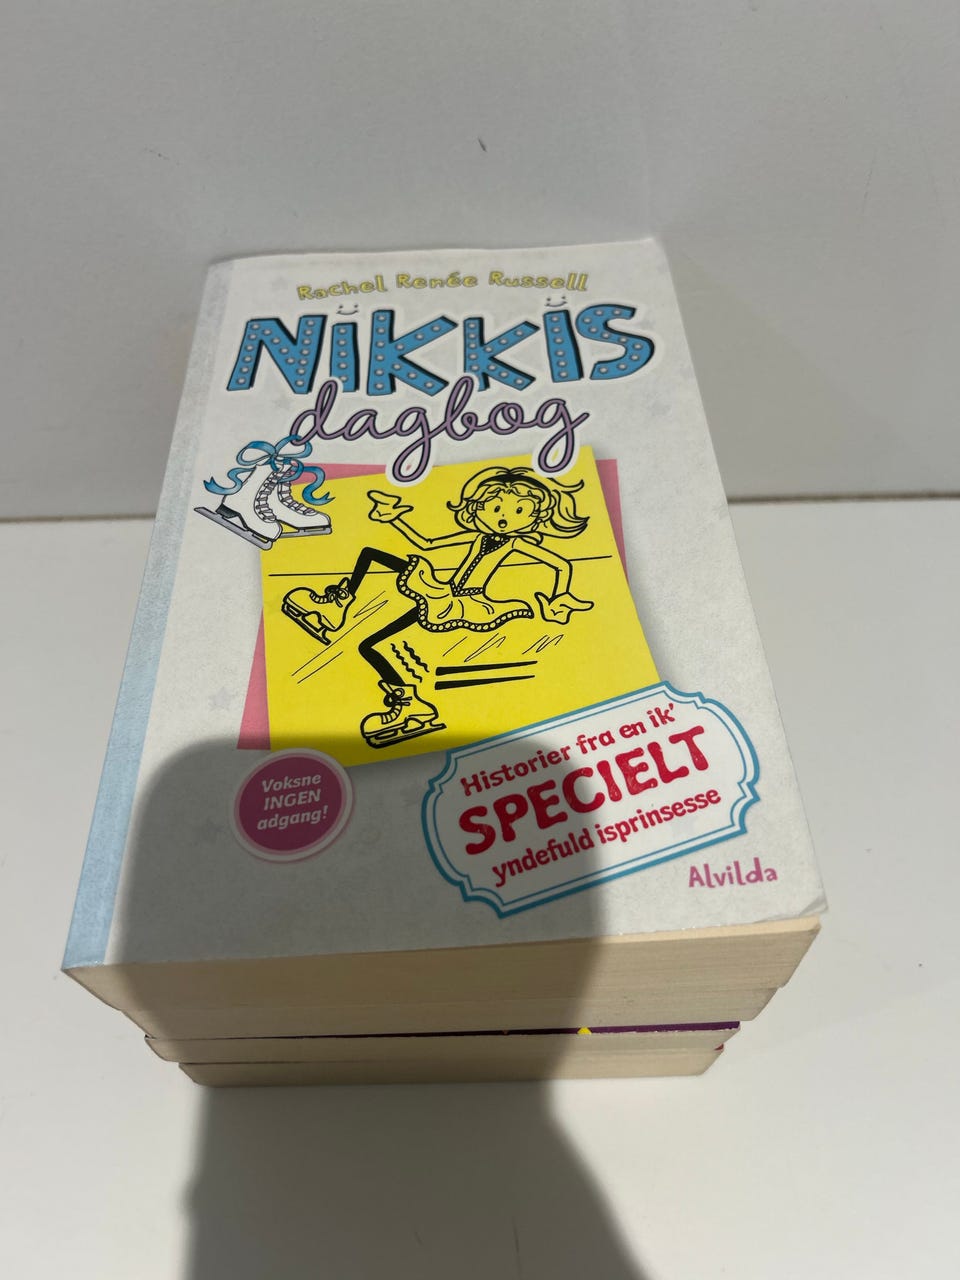 Rachel Renée Russell
NiKKiS
dagbog
Voksne
INGEN
adgang!
Historier fra en ik'
SPECIELT
yndefuld isprinsesse
Alvilda